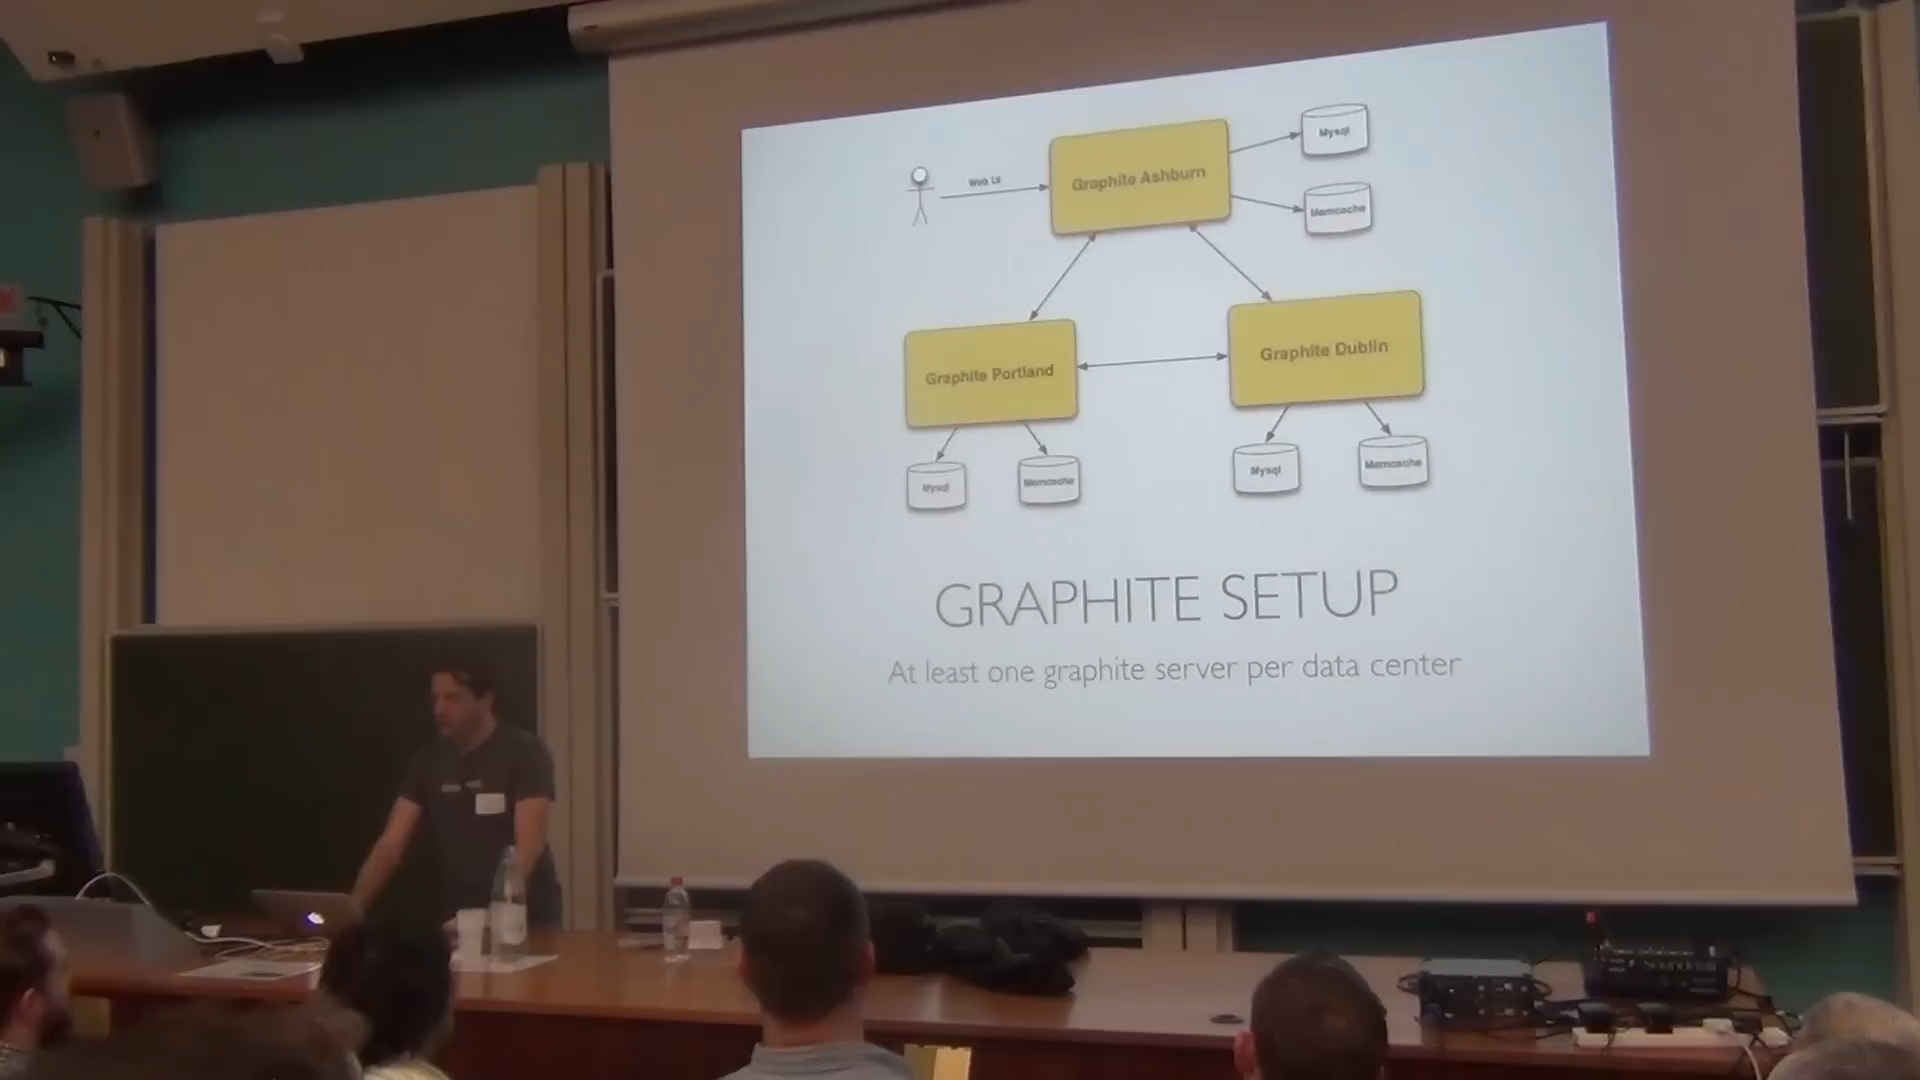 Mysql
Web UI
Graphite Ashburn
Memcache
Graphite Portland
Graphite Dublin
Mysql
Memcache
Mysql
Memcache
GRAPHITE SETUP
At least one graphite server per data center